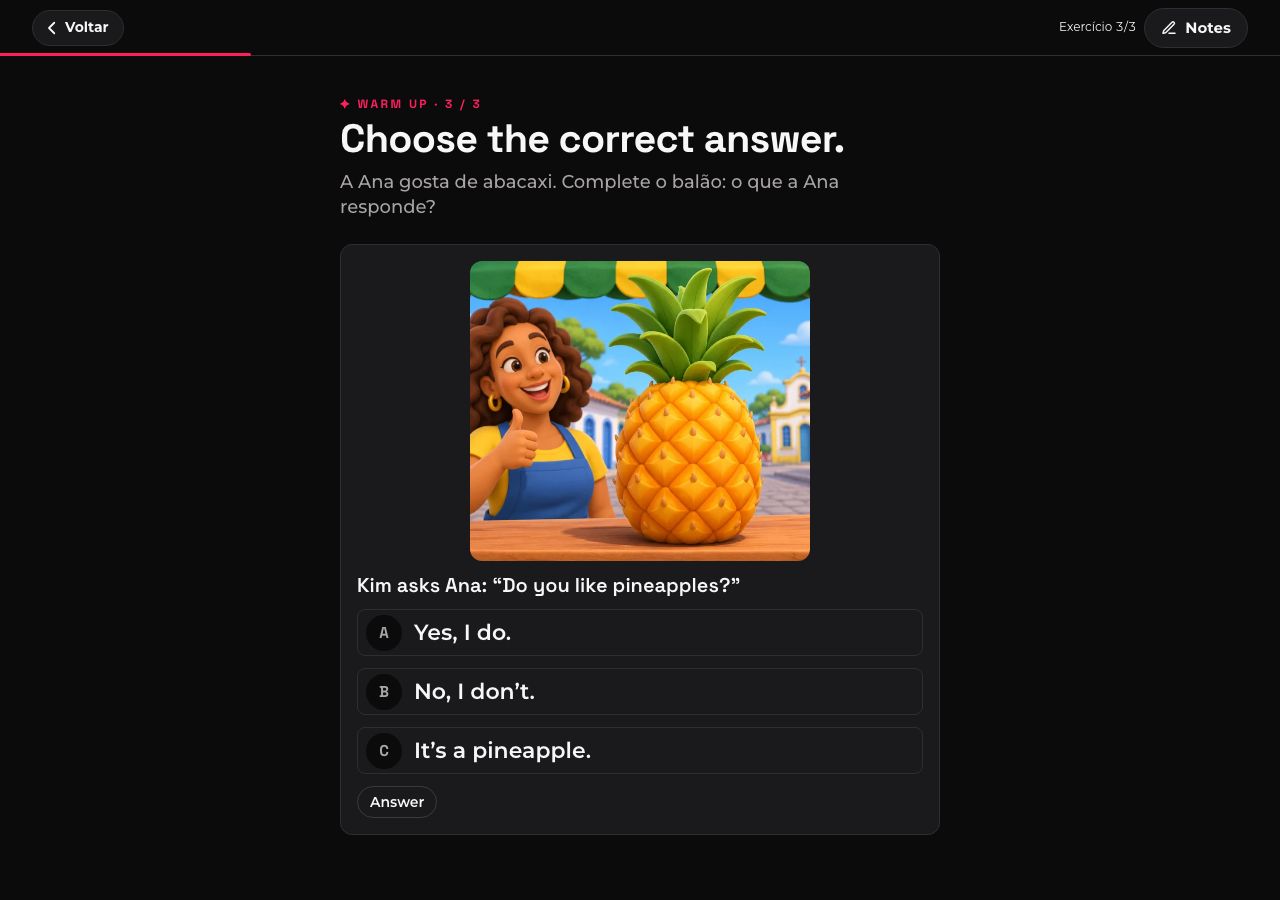 Voltar
Exercício 3/3
Notes
WARM UP · 3 / 3
Choose the correct answer.
A Ana gosta de abacaxi. Complete o balão: o que a Ana
responde?
Kim asks Ana: “Do you like pineapples?”
A Yes, I do.
B No, I don’t.
C It’s a pineapple.
Answer